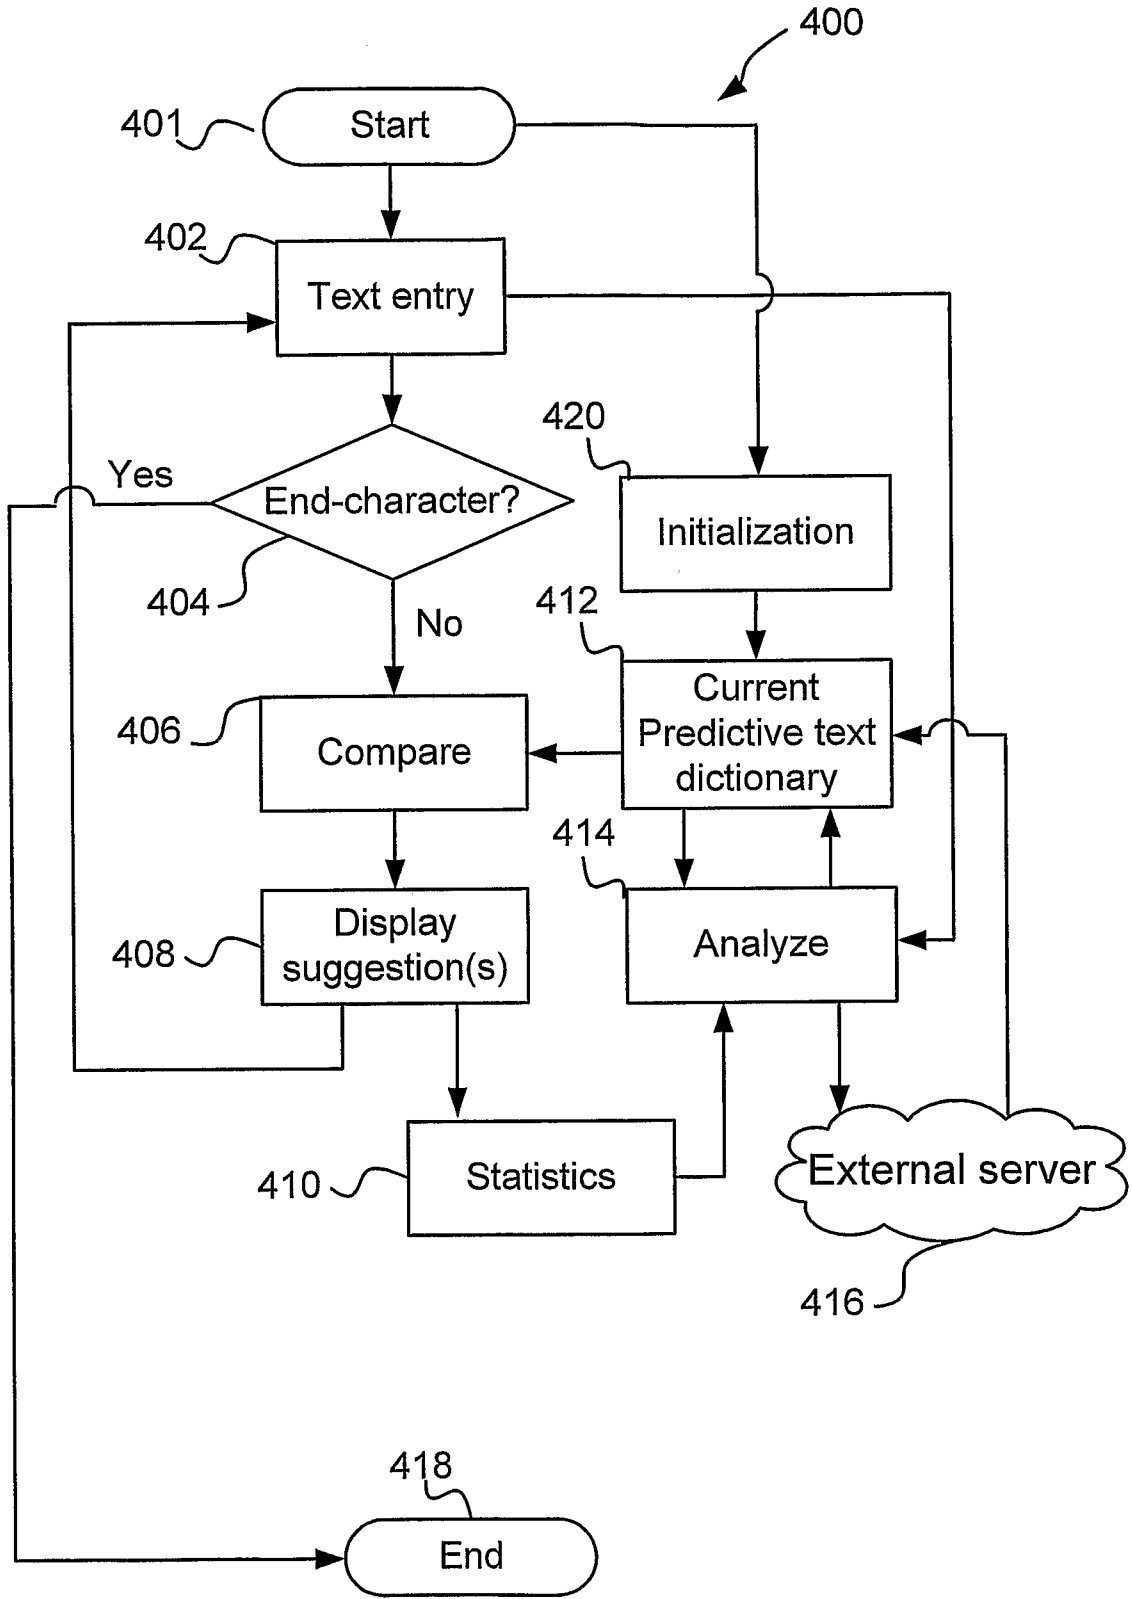 400
401
Start
402
Text entry
420
Yes
End-character?
Initialization
404
412
No
Current
Predictive text
dictionary
406
Compare
414
Display
suggestion(s)
408
Analyze
410
Statistics
External server
416
418
End